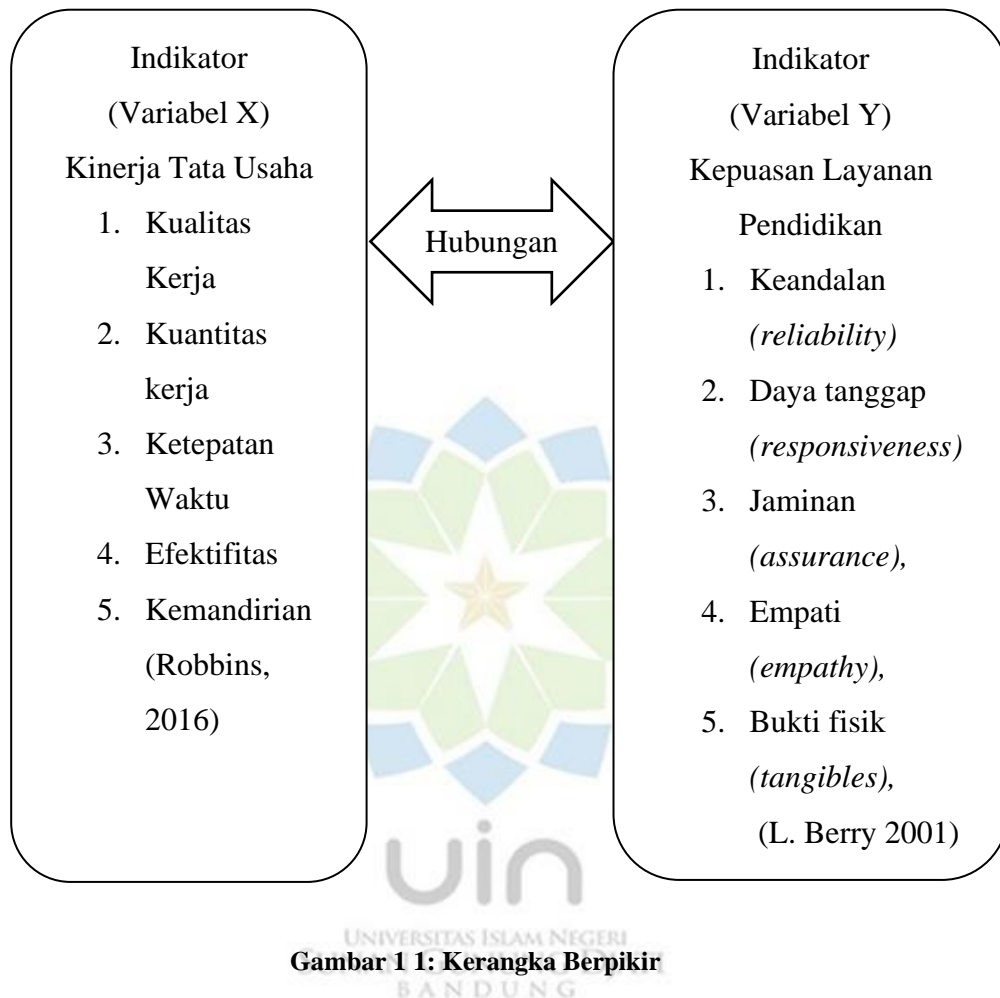 Indikator
(Variabel X)
Kinerja Tata Usaha
1. Kualitas
Kerja
2. Kuantitas
kerja
3. Ketepatan
Waktu
4. Efektifitas
5. Kemandirian
(Robbins,
2016)
Hubungan
Indikator
(Variabel Y)
Kepuasan Layanan
Pendidikan
1. Keandalan
(reliability)
2. Daya tanggap
(responsiveness)
3. Jaminan
(assurance),
4. Empati
(empathy),
5. Bukti fisik
(tangibles),
(L. Berry 2001)
uin
UNIVERSITAS ISLAM NEGERI
Gambar 1 1: Kerangka Berpikir
BANDUNG